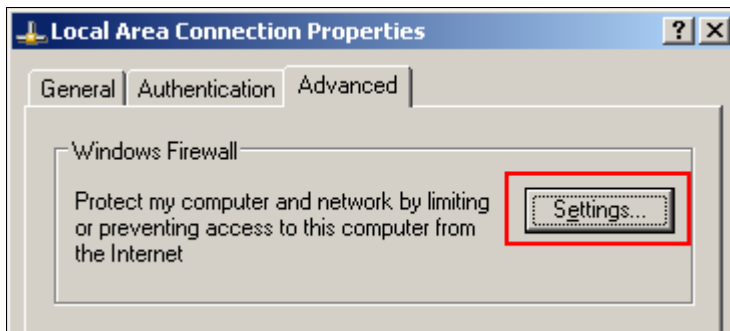 Local Area Connection Properties
General Authentication Advanced
Windows Firewall
Protect my computer and network by limiting
or preventing access to this computer from
the Internet
Settings...